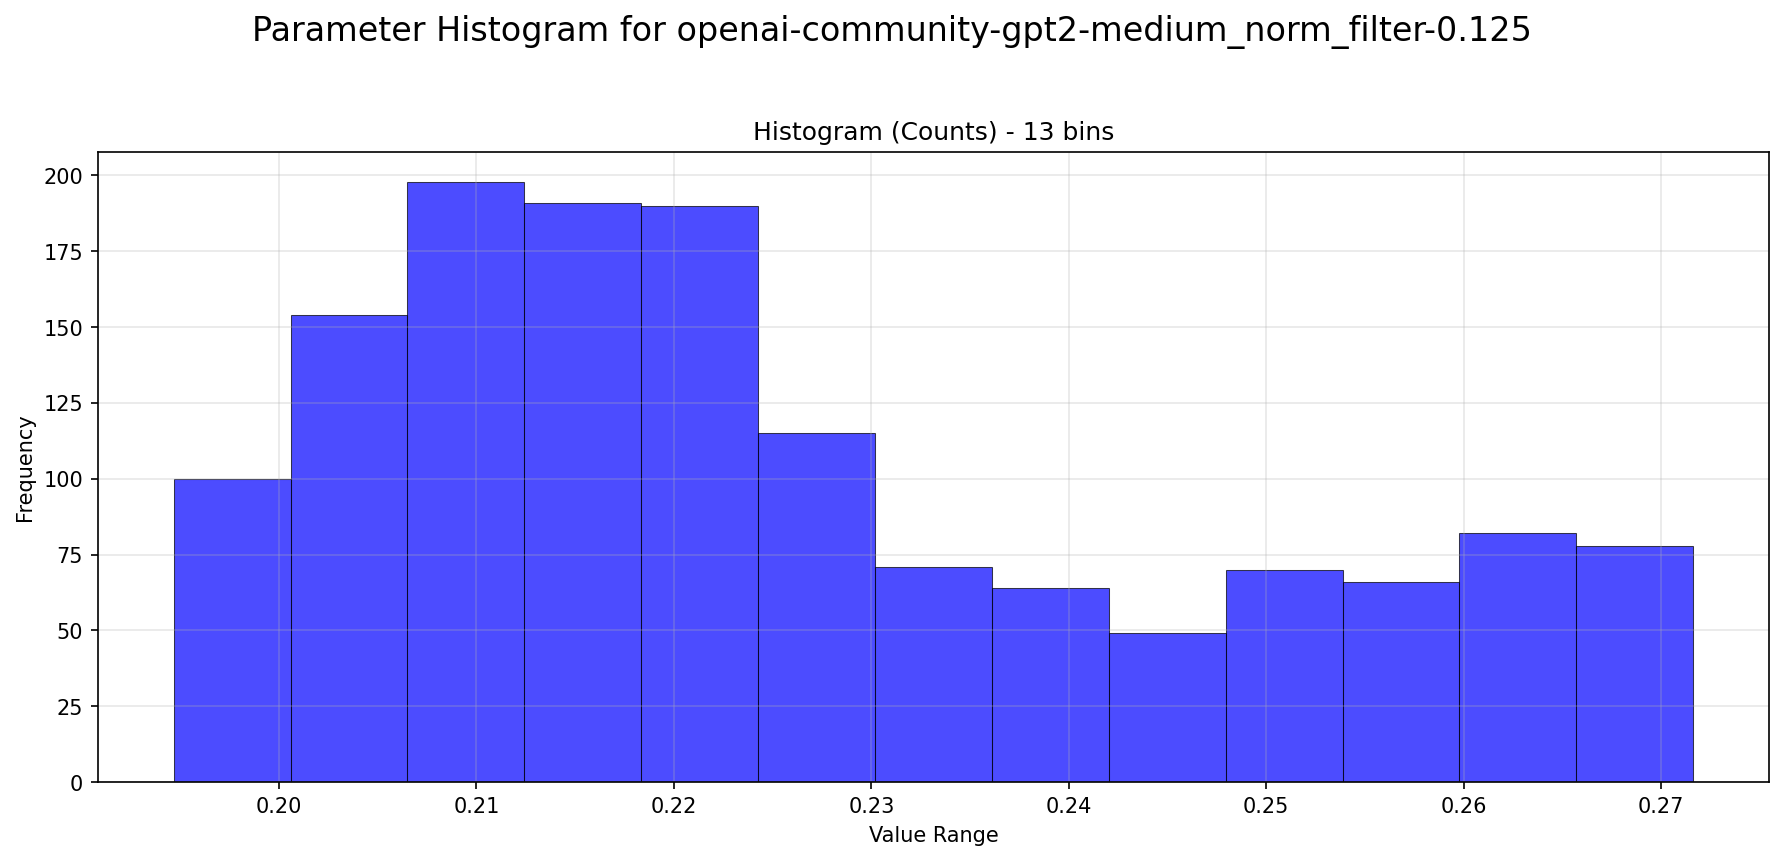 Parameter Histogram for openai-community-gpt2-medium_norm_filter-0.125
Histogram (Counts) - 13 bins
200
175
150
125
100
75
50
25
0
Frequency
0.20 0.21 0.22 0.23 0.24 0.25 0.26 0.27
Value Range